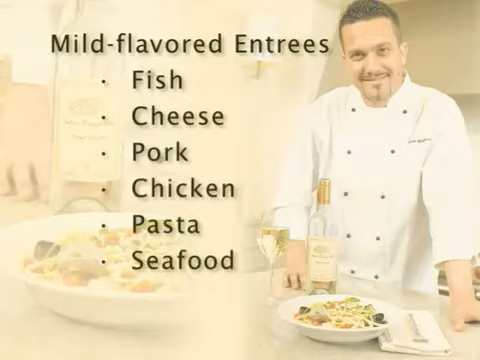 Mild-flavored Entrees
· Fish
· Cheese
· Pork
· Chicken
· Pasta
· Seafood